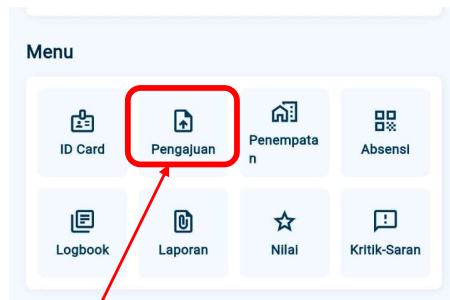 Menu
ID Card
Pengajuan
Penempata
n
Absensi
Logbook
Laporan
Nilai
Kritik-Saran